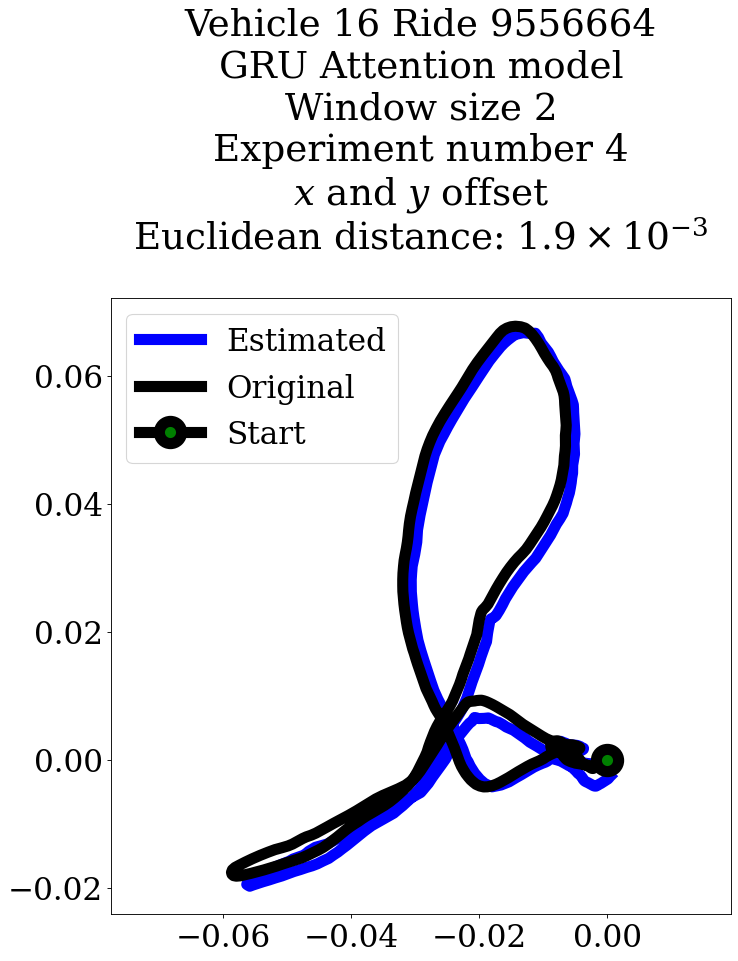 Vehicle 16 Ride 9556664
GRU Attention model
Window size 2
Experiment number 4
x and y offset
Euclidean distance: 1.9 × 10⁻³
Estimated
Original
Start
0.06
0.04
0.02
0.00
−0.02
−0.06
−0.04
−0.02
0.00